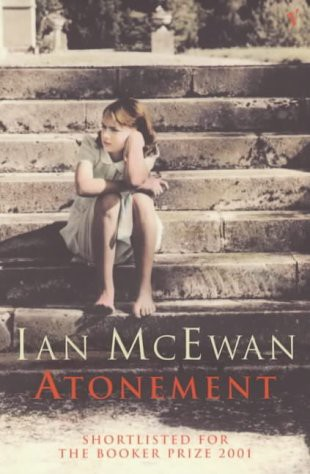 IAN MCEWAN
ATONEMENT
SHORTLISTED FOR
THE BOOKER PRIZE 2001